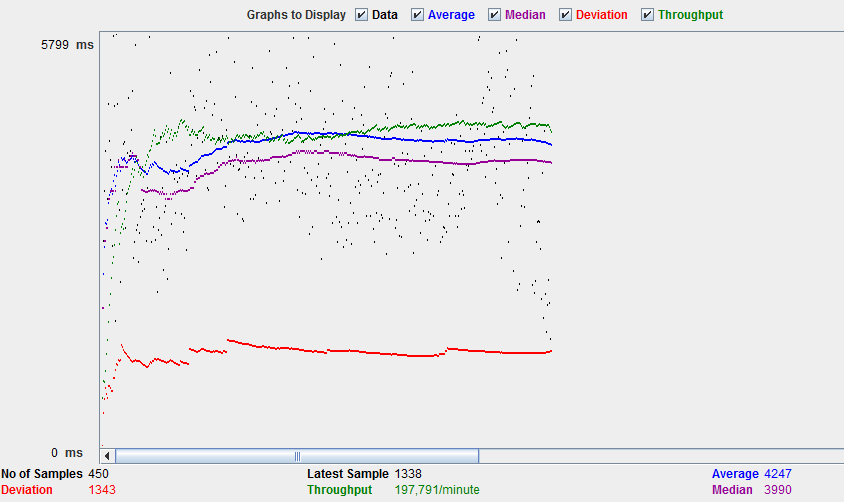 Graphs to Display Data Average Median Deviation Throughput
5799 ms
0 ms
No of Samples 450 Latest Sample 1338 Average 4247
Deviation 1343 Throughput 197,791/minute Median 3990